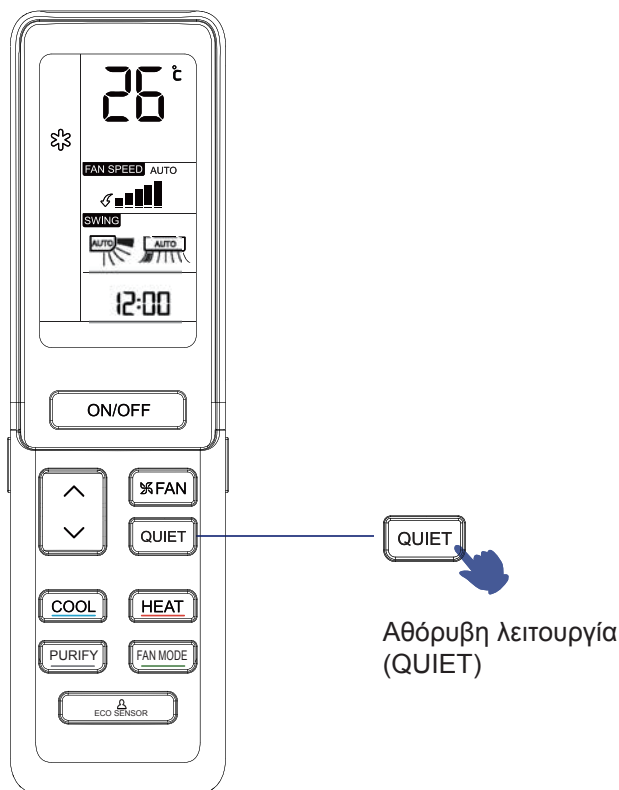 26 °c
FAN SPEED AUTO
SWING
AUTO AUTO
12:00
ON/OFF
FAN
QUIET
QUIET
COOL HEAT
PURIFY FAN MODE
ECO SENSOR
Αθόρυβη λειτουργία
(QUIET)